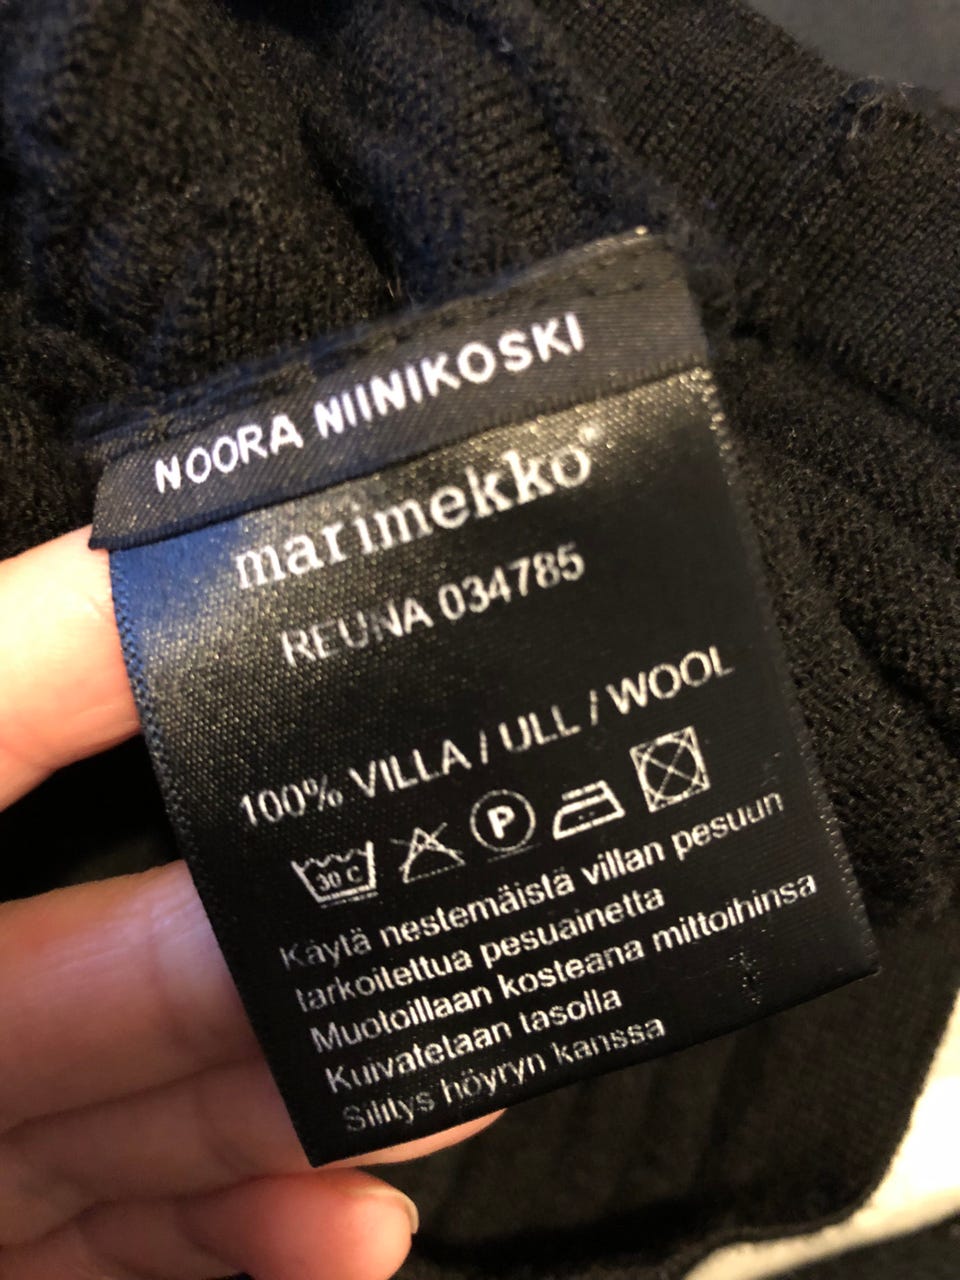 NOORA NIINIKOSKI
marimekko®
REUNA 034785
100% VILLA / ULL / WOOL
30 C P
Käytä nestemäistä villan pesuun
tarkoitettua pesuainetta
Muotoillaan kosteana mittoihinsa
Kuivatetaan tasolla
Silitys höyryn kanssa